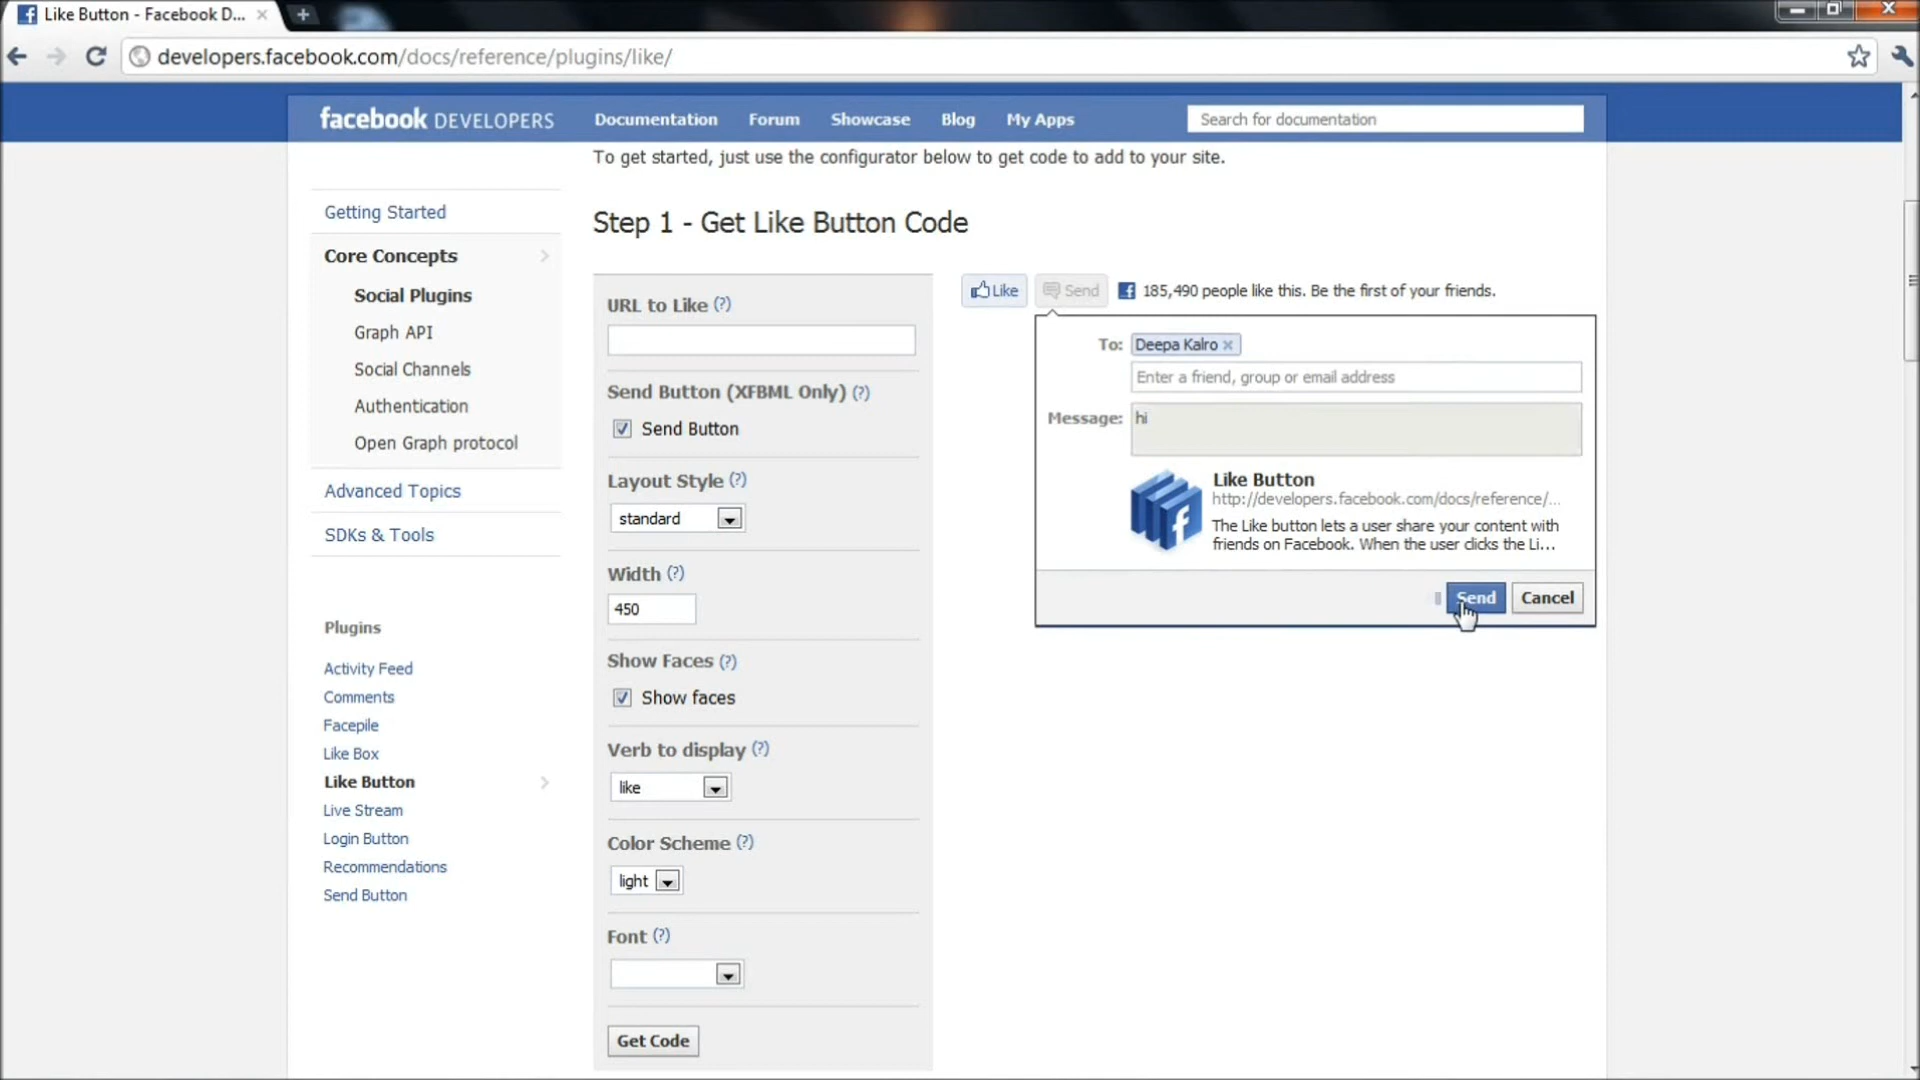 Like Button - Facebook D...
developers.facebook.com/docs/reference/plugins/like/
facebook DEVELOPERS
Documentation
Forum
Showcase
Blog
My Apps
Search for documentation
To get started, just use the configurator below to get code to add to your site.
Getting Started
Core Concepts
Social Plugins
Graph API
Social Channels
Authentication
Open Graph protocol
Advanced Topics
SDKs & Tools
Plugins
Activity Feed
Comments
Facepile
Like Box
Like Button
Live Stream
Login Button
Recommendations
Send Button
Step 1 - Get Like Button Code
URL to Like (?)
Send Button (XFBML Only) (?)
Send Button
Layout Style (?)
standard
Width (?)
450
Show Faces (?)
Show faces
Verb to display (?)
like
Color Scheme (?)
light
Font (?)
Get Code
Like
Send
185,490 people like this. Be the first of your friends.
To: Deepa Kalro
Enter a friend, group or email address
Message: hi
Like Button
http://developers.facebook.com/docs/reference/...
The Like button lets a user share your content with
friends on Facebook. When the user clicks the Li...
Send
Cancel